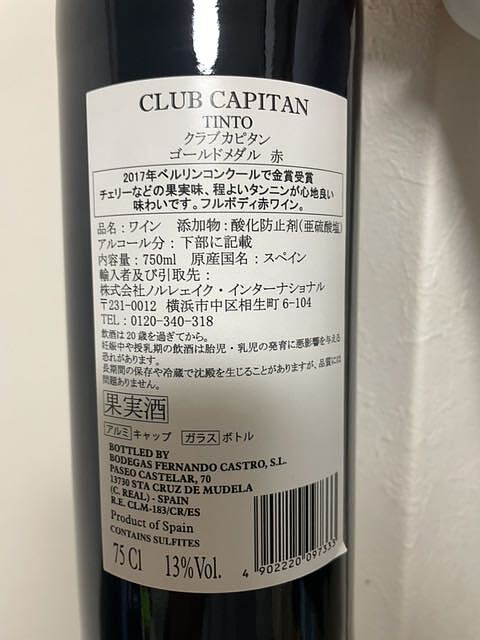 CLUB CAPITAN
TINTO
クラブカピタン
ゴールドメダル 赤
2017年ベルリンコンクールで金賞受賞
チェリーなどの果実味、程よいタンニンが心地良い
味わいです。フルボディ赤ワイン。
品名:ワイン 添加物:酸化防止剤(亜硫酸塩)
アルコール分:下部に記載
内容量:750ml 原産国名:スペイン
輸入者及び引取先:
株式会社ノルレェイク・インターナショナル
〒231-0012 横浜市中区相生町6-104
TEL:0120-340-318
飲酒は20歳を過ぎてから。
妊娠中や授乳期の飲酒は胎児・乳児の発育に悪影響を与える
恐れがあります。
長期間の保存や冷蔵で沈殿を生じることがありますが、品質には
問題ありません。
果実酒
アルミ キャップ ガラス ボトル
BOTTLED BY
BODEGAS FERNANDO CASTRO, S.L.
PASEO CASTELAR, 70
13730 STA CRUZ DE MUDELA
(C. REAL) - SPAIN
R.E. CLM-183/CR/ES
Product of Spain
CONTAINS SULFITES
75 Cl 13%Vol.
4 902220 097333